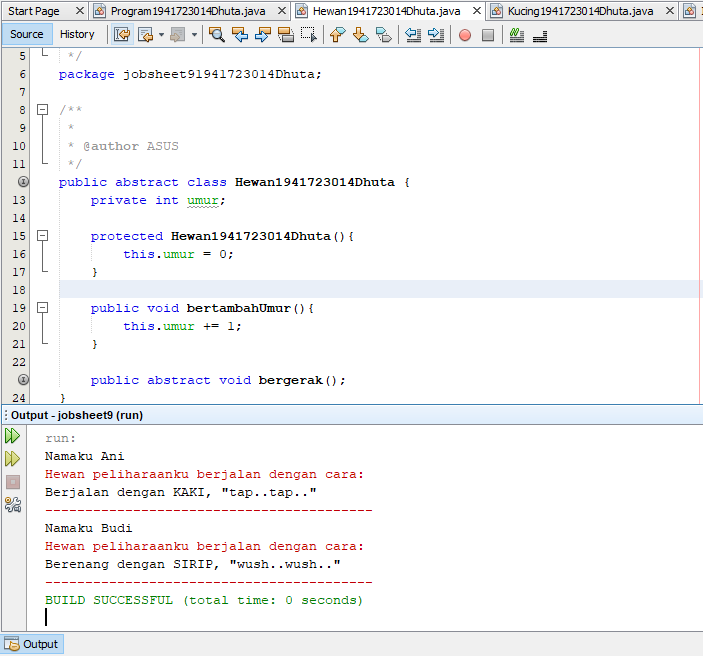 Start Page Program1941723014Dhuta.java Hewan1941723014Dhuta.java Kucing1941723014Dhuta.java
Source History
5 */
6 package jobsheet91941723014Dhuta;
7
8 /**
9 *
10 * @author ASUS
11 */
public abstract class Hewan1941723014Dhuta {
13 private int umur;
14
15 protected Hewan1941723014Dhuta(){
16 this.umur = 0;
17 }
18
19 public void bertambahUmur(){
20 this.umur += 1;
21 }
22
public abstract void bergerak();
24 }
Output - jobsheet9 (run)
run:
Namaku Ani
Hewan peliharaanku berjalan dengan cara:
Berjalan dengan KAKI, "tap..tap.."
-----------------------------------------
Namaku Budi
Hewan peliharaanku berjalan dengan cara:
Berenang dengan SIRIP, "wush..wush.."
-----------------------------------------
BUILD SUCCESSFUL (total time: 0 seconds)
Output